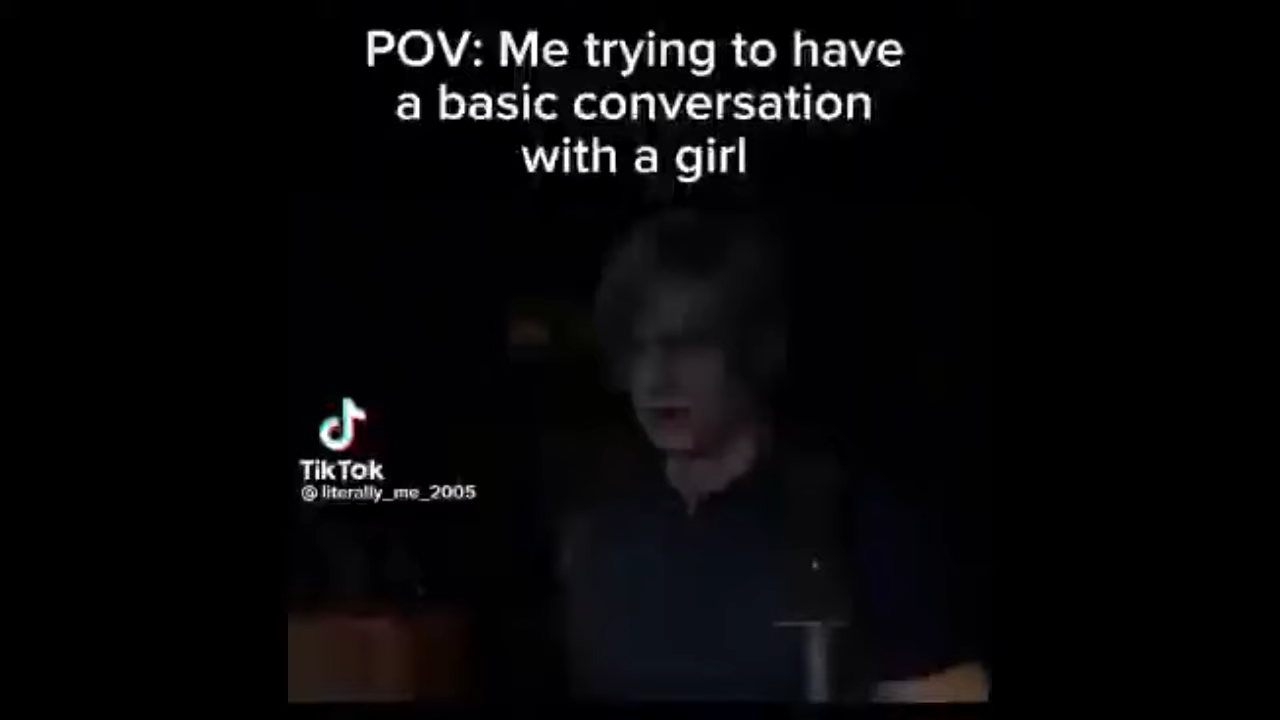 POV: Me trying to have
a basic conversation
with a girl
TikTok
@literally_me_2005